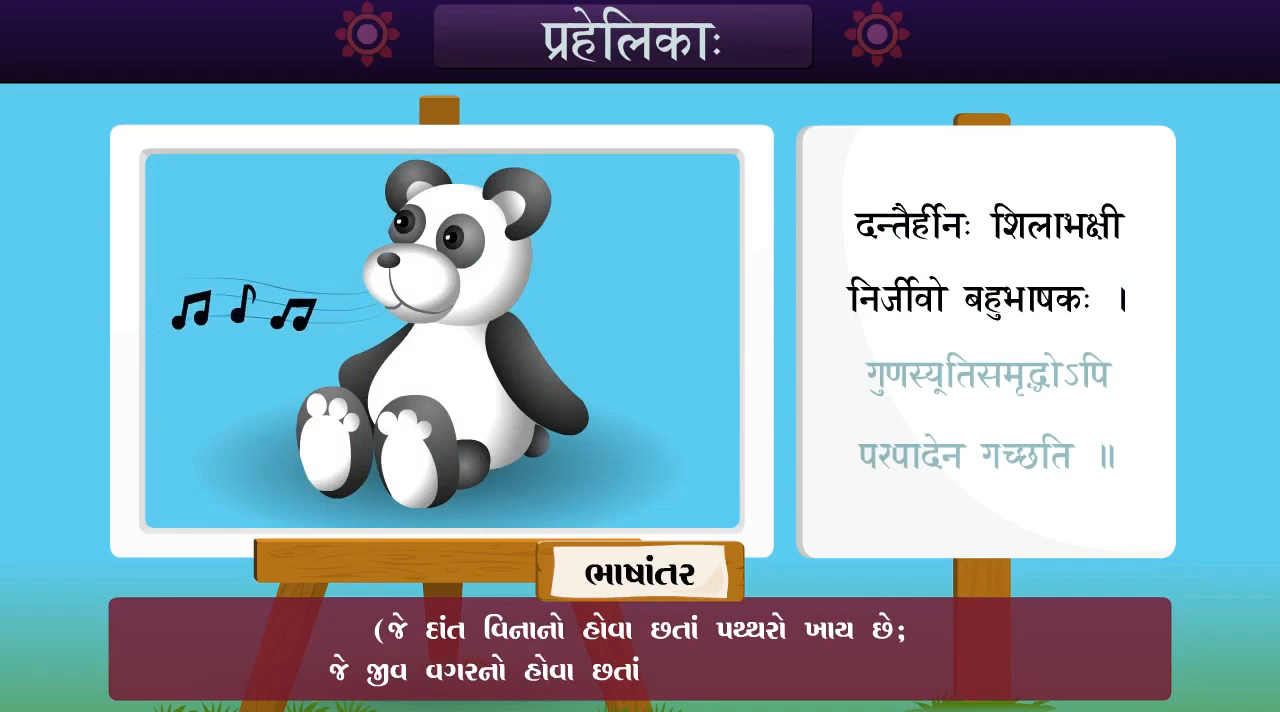 प्रहेलिकाः
दन्तैर्हीनः शिलाभक्षी
निर्जीवो बहुभाषकः ।
गुणस्यूतिसमृद्धोऽपि
परपादेन गच्छति ॥
ભાષાંતર
(જે દાંત વિનાનો હોવા છતાં પથ્થરો ખાય છે;
જે જીવ વગરનો હોવા છતાં